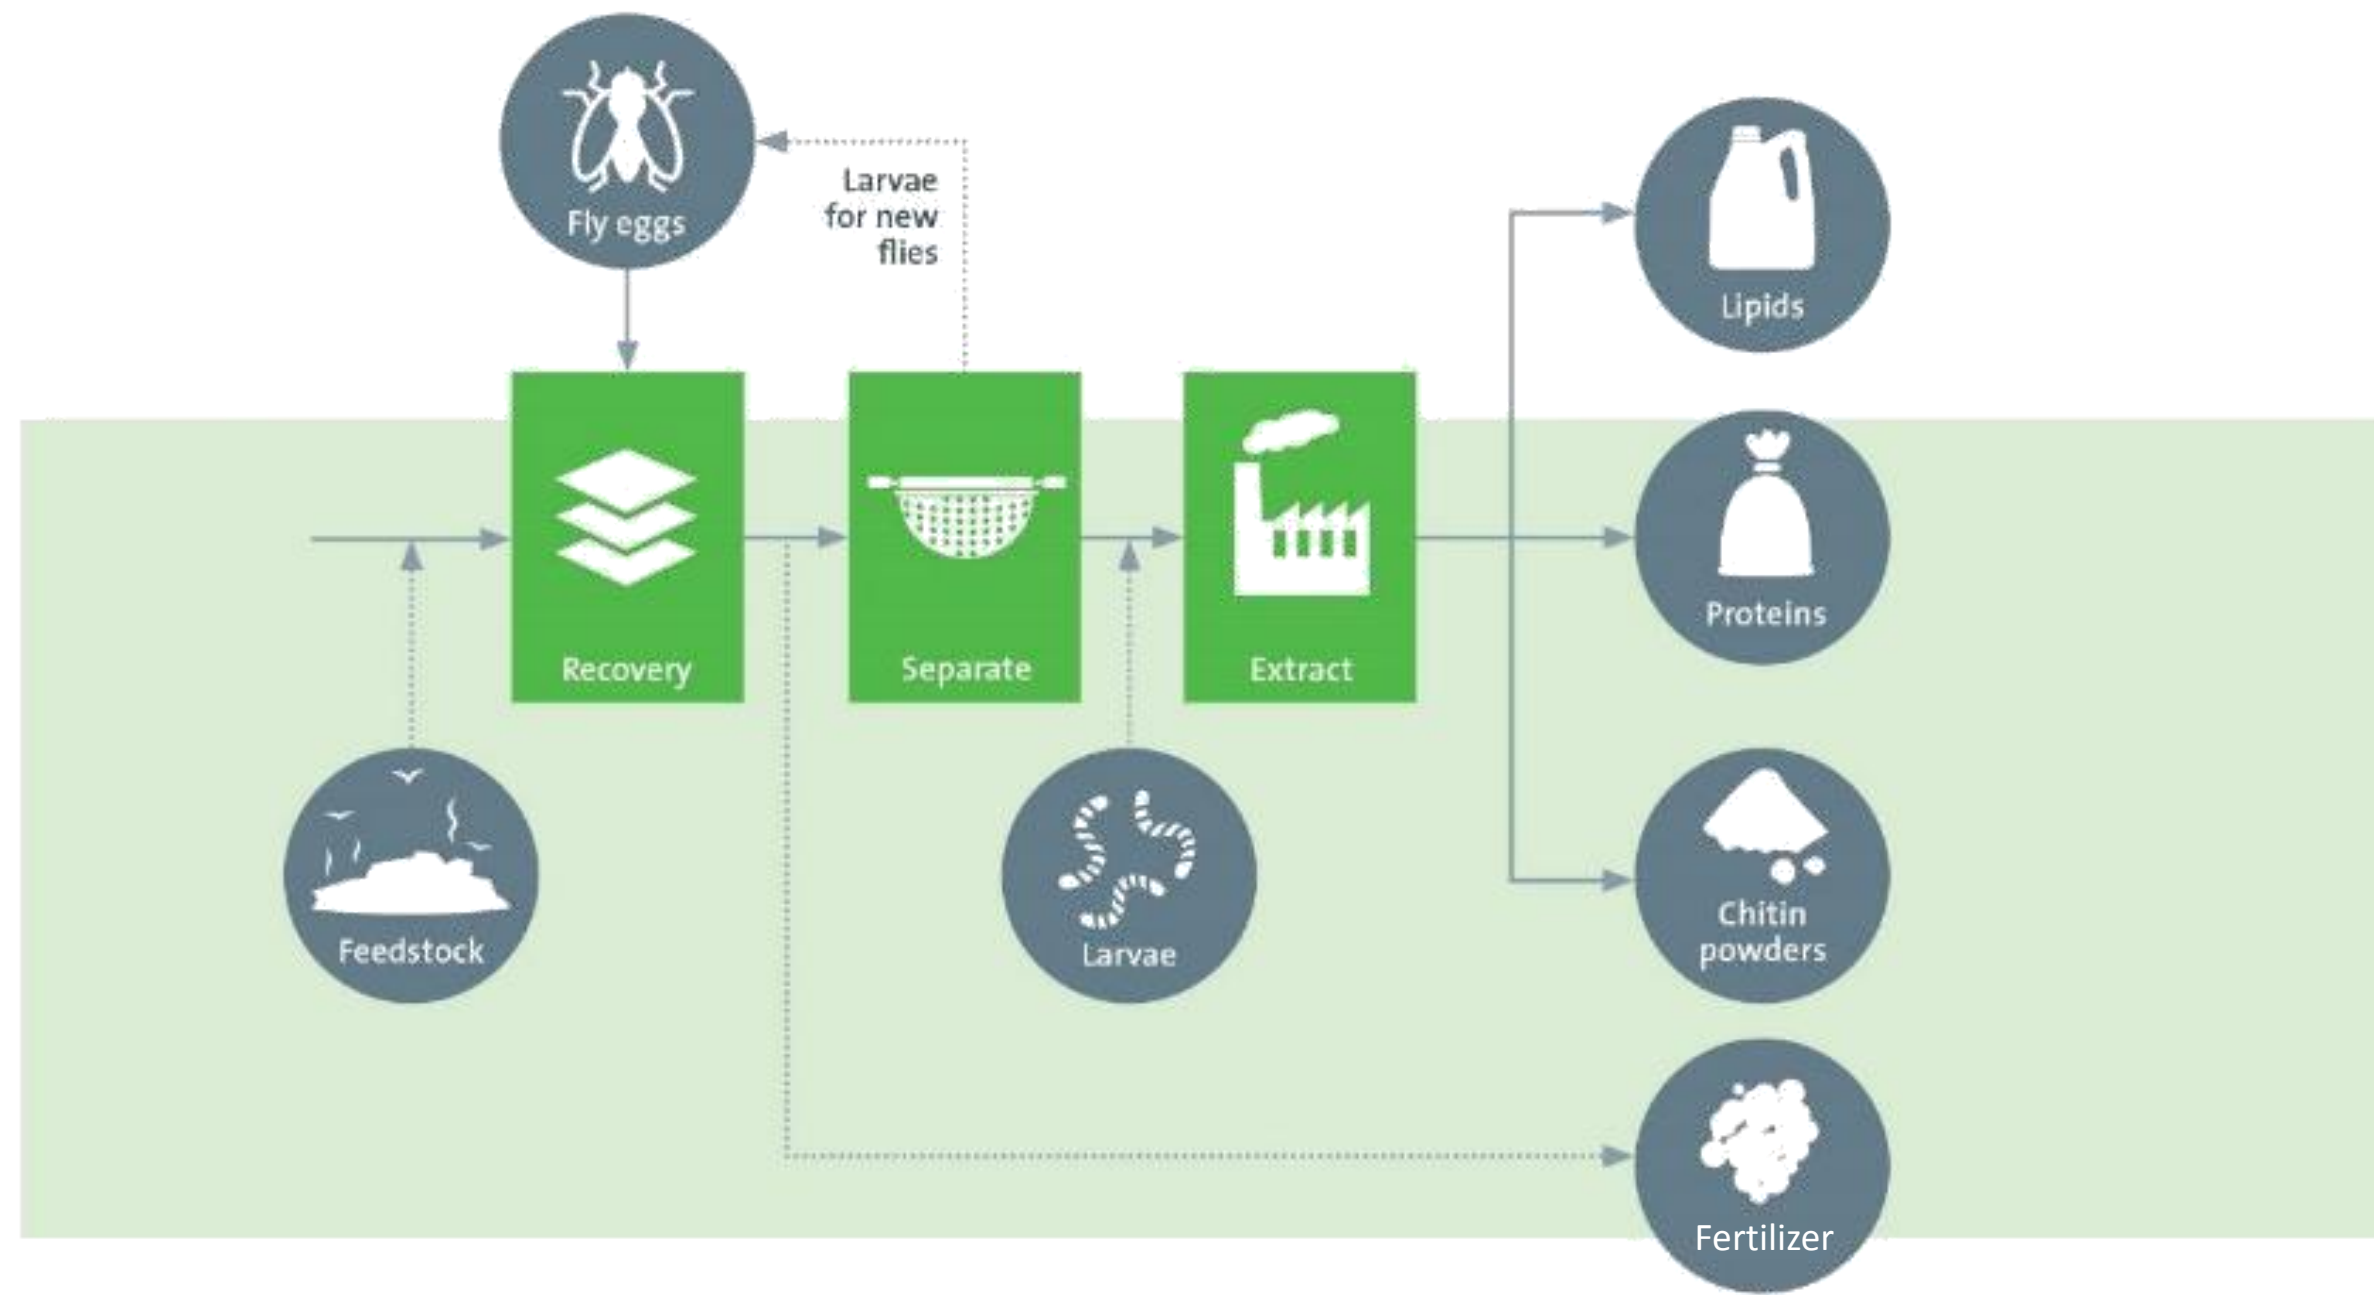 Fly eggs
Larvae
for new
flies
Lipids
Proteins
Recovery
Separate
Extract
Feedstock
Larvae
Chitin
powders
Fertilizer